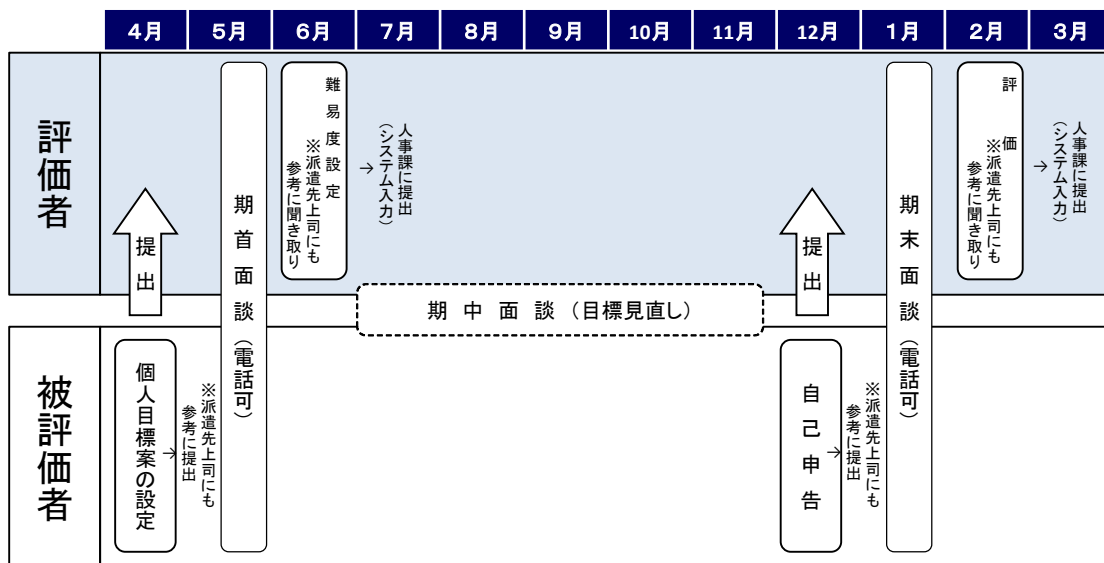 4月 5月 6月 7月 8月 9月 10月 11月 12月 1月 2月 3月
評価者
提出
期首面談（電話可）
難易度設定
※派遣先上司にも
参考に聞き取り
→
人事課に提出
（システム入力）
提出
期末面談（電話可）
評価
※派遣先上司にも
参考に聞き取り
→
人事課に提出
（システム入力）
期中面談（目標見直し）
被評価者
個人目標案の設定
→
※派遣先上司にも
参考に提出
自己申告
→
※派遣先上司にも
参考に提出